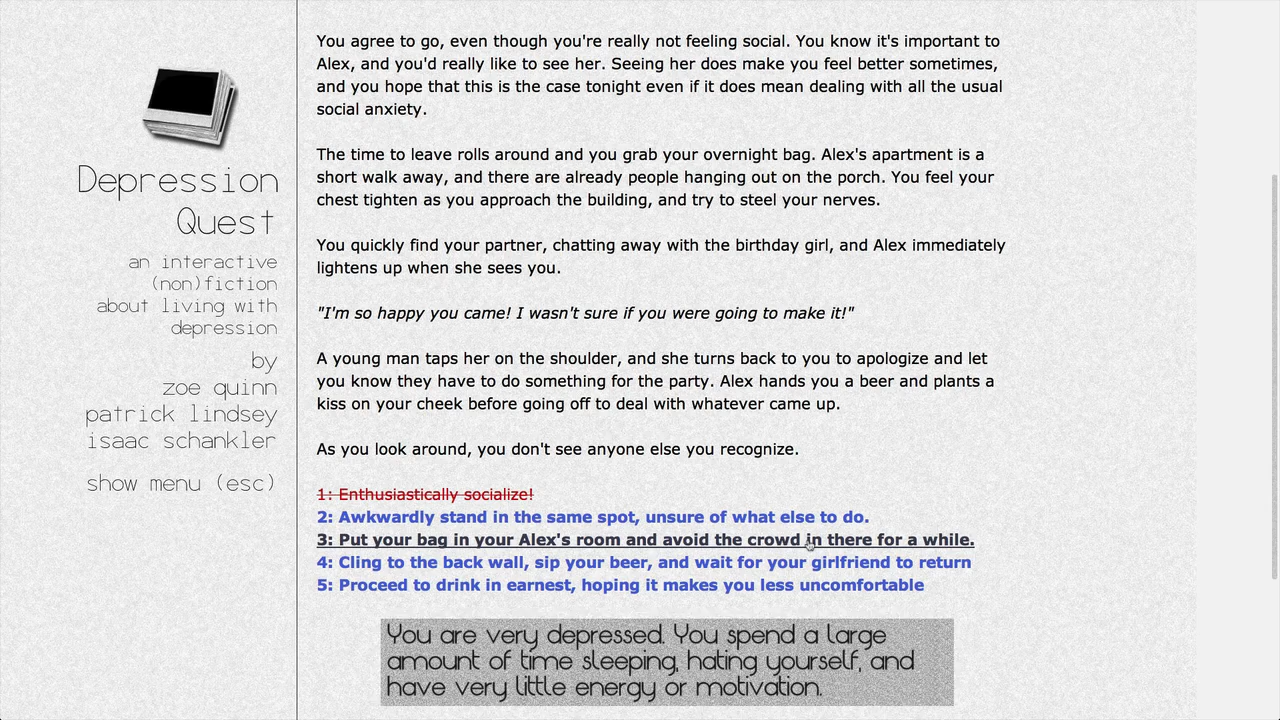 Depression
Quest
an interactive
(non)fiction
about living with
depression
by
zoe quinn
patrick lindsey
isaac schankler
show menu (esc)
You agree to go, even though you're really not feeling social. You know it's important to
Alex, and you'd really like to see her. Seeing her does make you feel better sometimes,
and you hope that this is the case tonight even if it does mean dealing with all the usual
social anxiety.
The time to leave rolls around and you grab your overnight bag. Alex's apartment is a
short walk away, and there are already people hanging out on the porch. You feel your
chest tighten as you approach the building, and try to steel your nerves.
You quickly find your partner, chatting away with the birthday girl, and Alex immediately
lightens up when she sees you.
"I'm so happy you came! I wasn't sure if you were going to make it!"
A young man taps her on the shoulder, and she turns back to you to apologize and let
you know they have to do something for the party. Alex hands you a beer and plants a
kiss on your cheek before going off to deal with whatever came up.
As you look around, you don't see anyone else you recognize.
1: Enthusiastically socialize!
2: Awkwardly stand in the same spot, unsure of what else to do.
3: Put your bag in your Alex's room and avoid the crowd in there for a while.
4: Cling to the back wall, sip your beer, and wait for your girlfriend to return
5: Proceed to drink in earnest, hoping it makes you less uncomfortable
You are very depressed. You spend a large
amount of time sleeping, hating yourself, and
have very little energy or motivation.